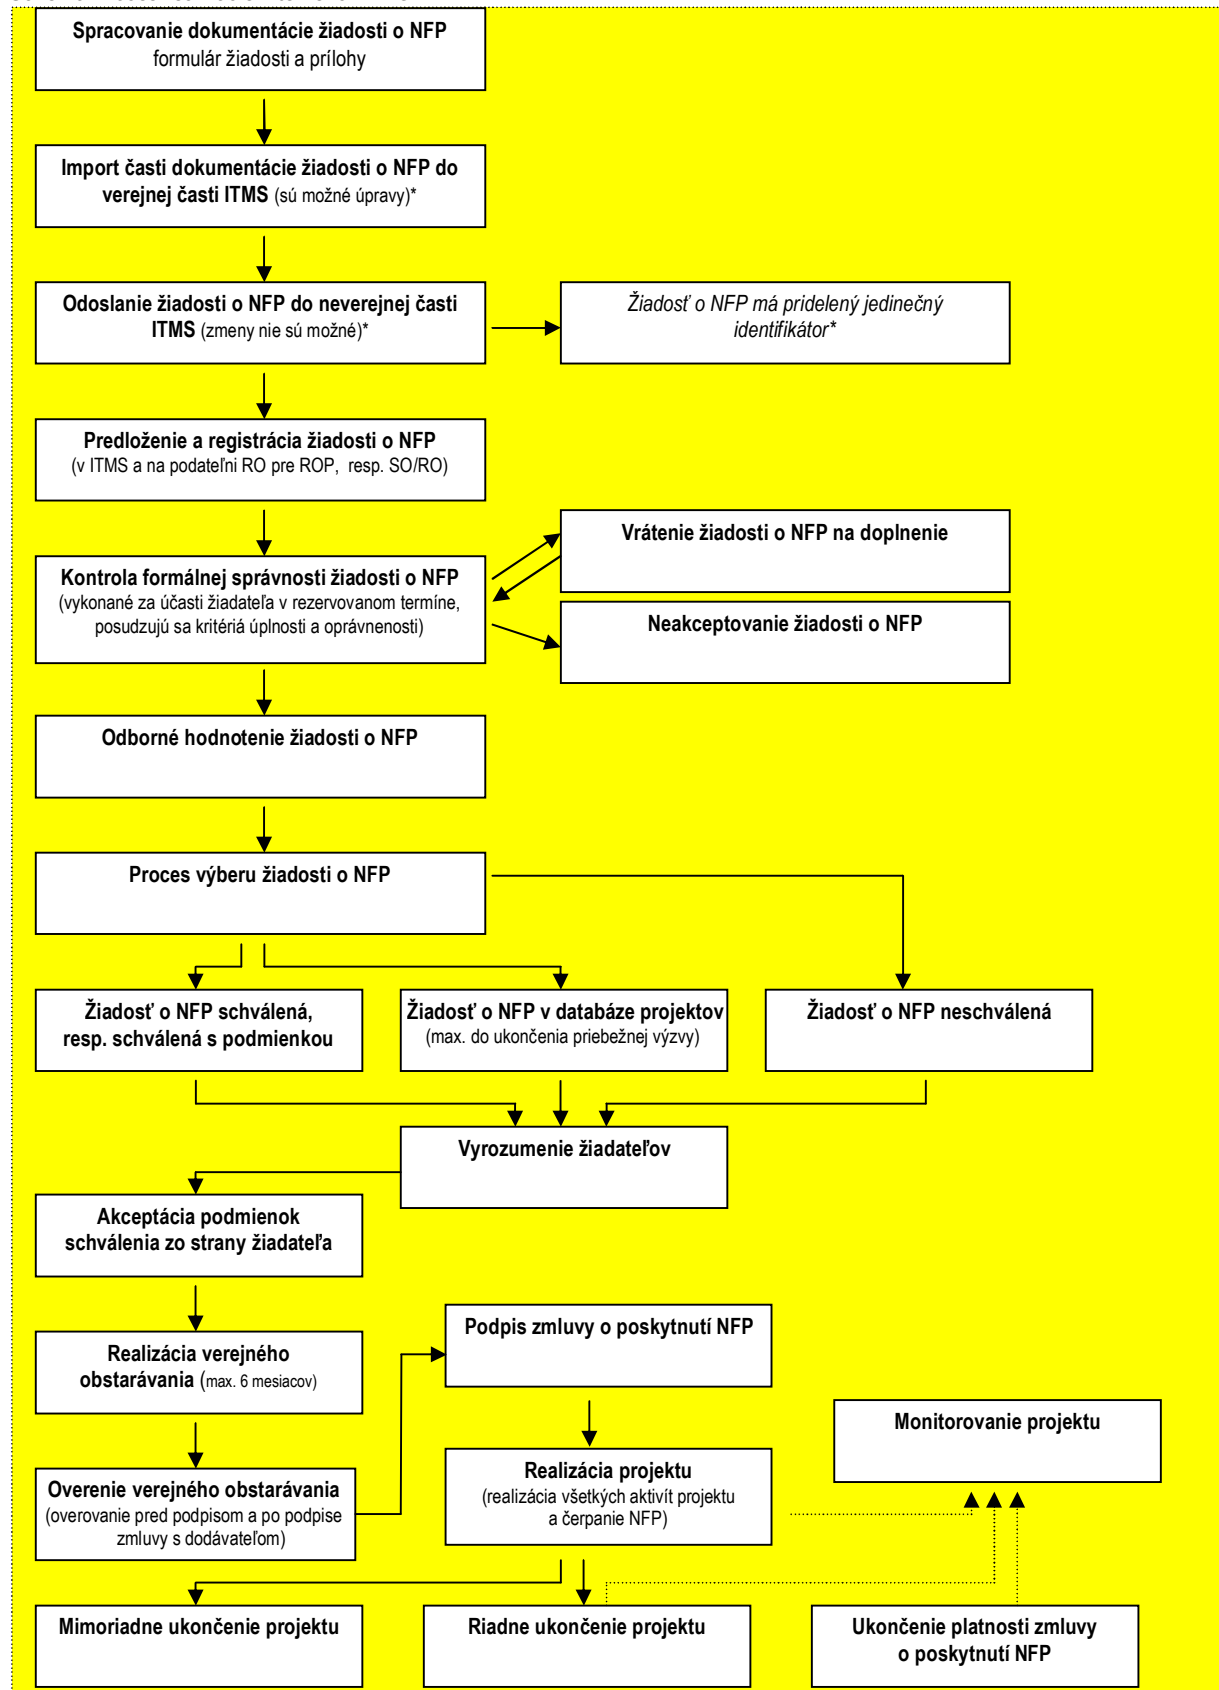 Spracovanie dokumentácie žiadosti o NFP
formulár žiadosti a prílohy
Import časti dokumentácie žiadosti o NFP do
verejnej časti ITMS (sú možné úpravy)*
Odoslanie žiadosti o NFP do neverejnej časti
ITMS (zmeny nie sú možné)*
Žiadosť o NFP má pridelený jedinečný
identifikátor*
Predloženie a registrácia žiadosti o NFP
(v ITMS a na podateľni RO pre ROP, resp. SO/RO)
Kontrola formálnej správnosti žiadosti o NFP
(vykonané za účasti žiadateľa v rezervovanom termíne,
posudzujú sa kritériá úplnosti a oprávnenosti)
Vrátenie žiadosti o NFP na doplnenie
Neakceptovanie žiadosti o NFP
Odborné hodnotenie žiadosti o NFP
Proces výberu žiadosti o NFP
Žiadosť o NFP schválená,
resp. schválená s podmienkou
Žiadosť o NFP v databáze projektov
(max. do ukončenia priebežnej výzvy)
Žiadosť o NFP neschválená
Vyrozumenie žiadateľov
Akceptácia podmienok
schválenia zo strany žiadateľa
Realizácia verejného
obstarávania (max. 6 mesiacov)
Podpis zmluvy o poskytnutí NFP
Monitorovanie projektu
Overenie verejného obstarávania
(overovanie pred podpisom a po podpise
zmluvy s dodávateľom)
Realizácia projektu
(realizácia všetkých aktivít projektu
a čerpanie NFP)
Mimoriadne ukončenie projektu
Riadne ukončenie projektu
Ukončenie platnosti zmluvy
o poskytnutí NFP